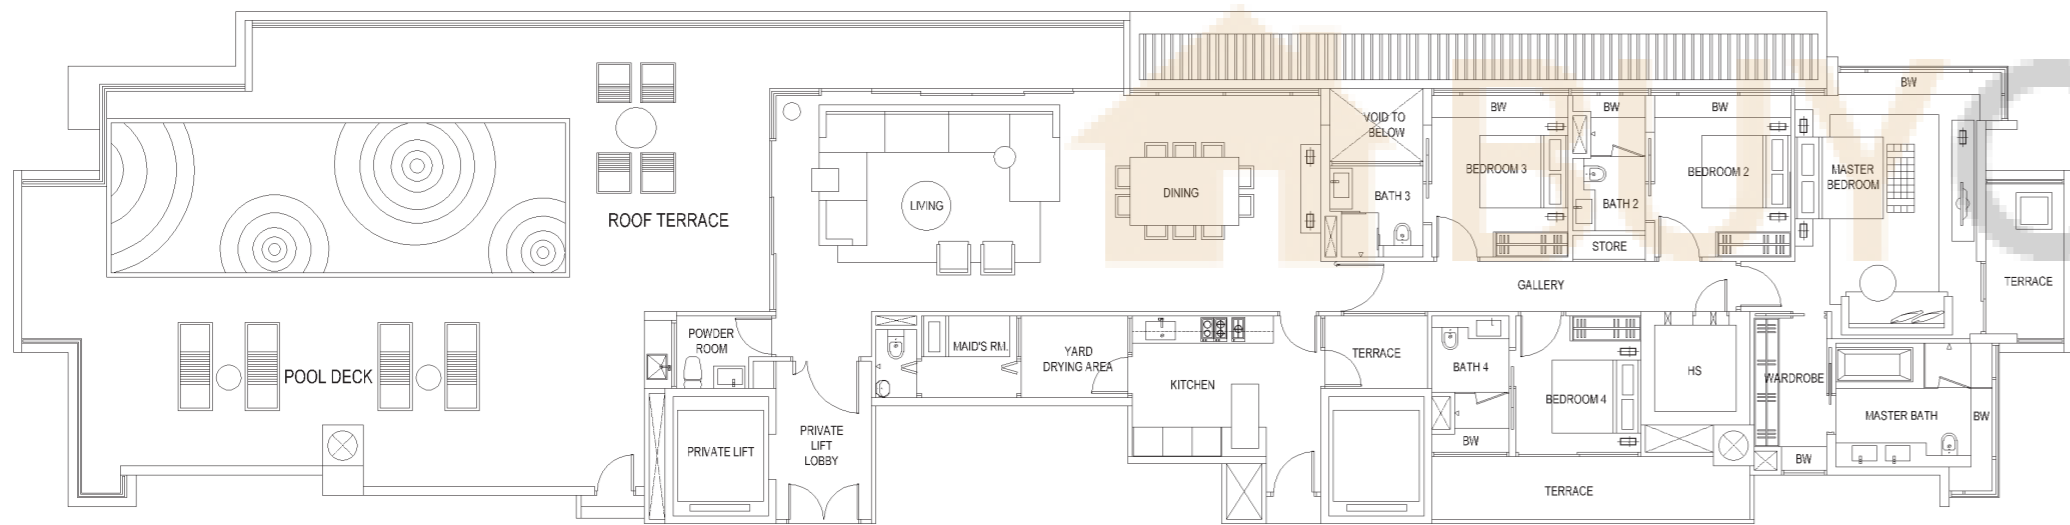 BW
VOID TO
BELOW
BW
BW
BW
BUYC
BEDROOM 3
BEDROOM 2
MASTER
BEDROOM
DINING
BATH 3
BATH 2
LIVING
ROOF TERRACE
STORE
GALLERY
TERRACE
POWDER
ROOM
MAID'S RM.
YARD
DRYING AREA
TERRACE
BATH 4
HS
POOL DECK
KITCHEN
WARDROBE
BEDROOM 4
MASTER BATH
BW
PRIVATE
LIFT
LOBBY
BW
PRIVATE LIFT
BW
TERRACE